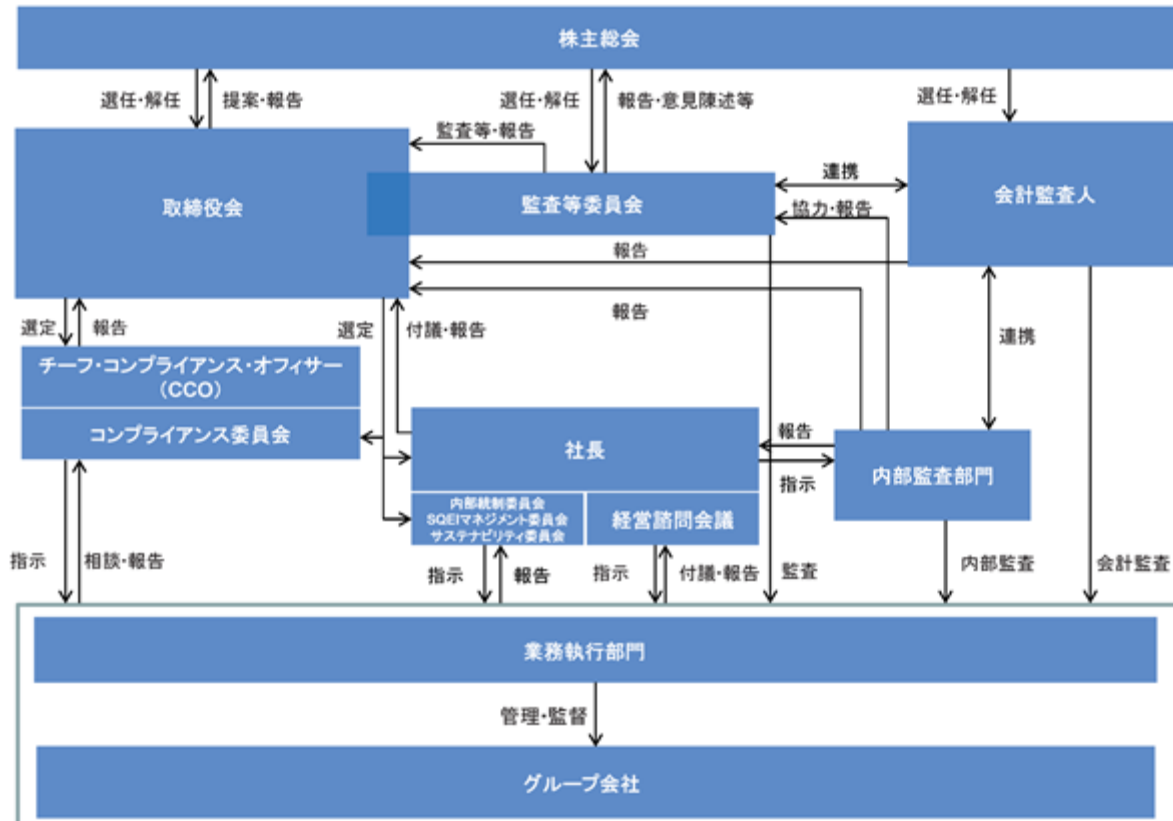 株主総会
選任・解任
提案・報告
選任・解任
報告・意見陳述等
選任・解任
監査等・報告
取締役会
監査等委員会
連携
会計監査人
協力・報告
報告
報告
選定
報告
選定
付議・報告
連携
チーフ・コンプライアンス・オフィサー
(CCO)
コンプライアンス委員会
社長
報告
指示
内部監査部門
内部統制委員会
SQEIマネジメント委員会
サステナビリティ委員会
経営諮問会議
指示
相談・報告
指示
報告
指示
付議・報告
監査
内部監査
会計監査
業務執行部門
管理・監督
グループ会社